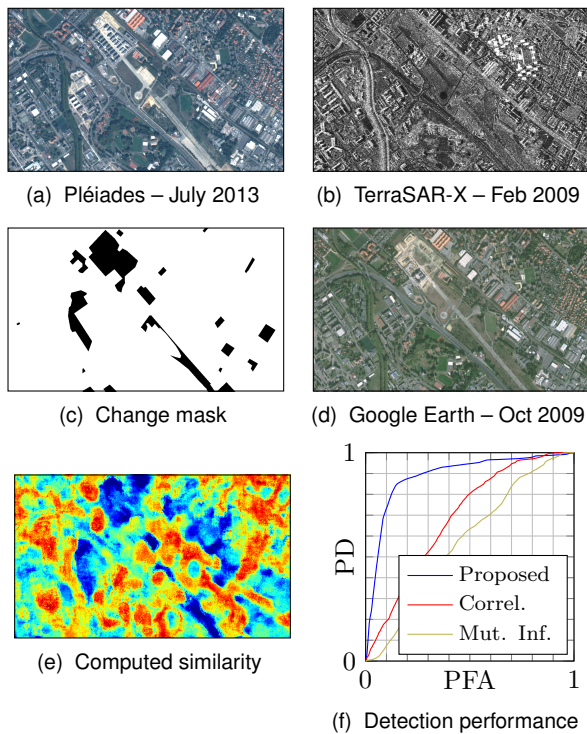 (a) Pléiades – July 2013
(b) TerraSAR-X – Feb 2009
(c) Change mask
(d) Google Earth – Oct 2009
(e) Computed similarity
1
PD
0
Proposed
Correl.
Mut. Inf.
0
PFA
1
(f) Detection performance